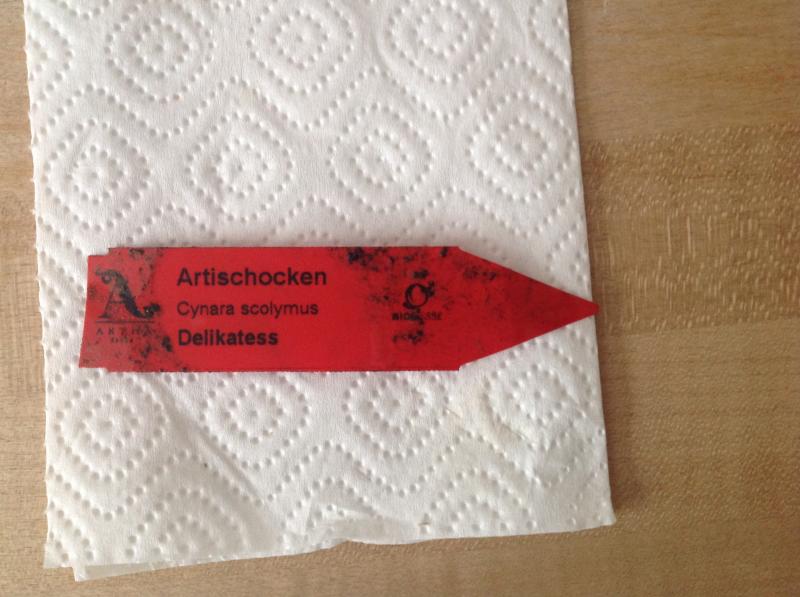 Artischocken
Cynara scolymus
Delikatess
A